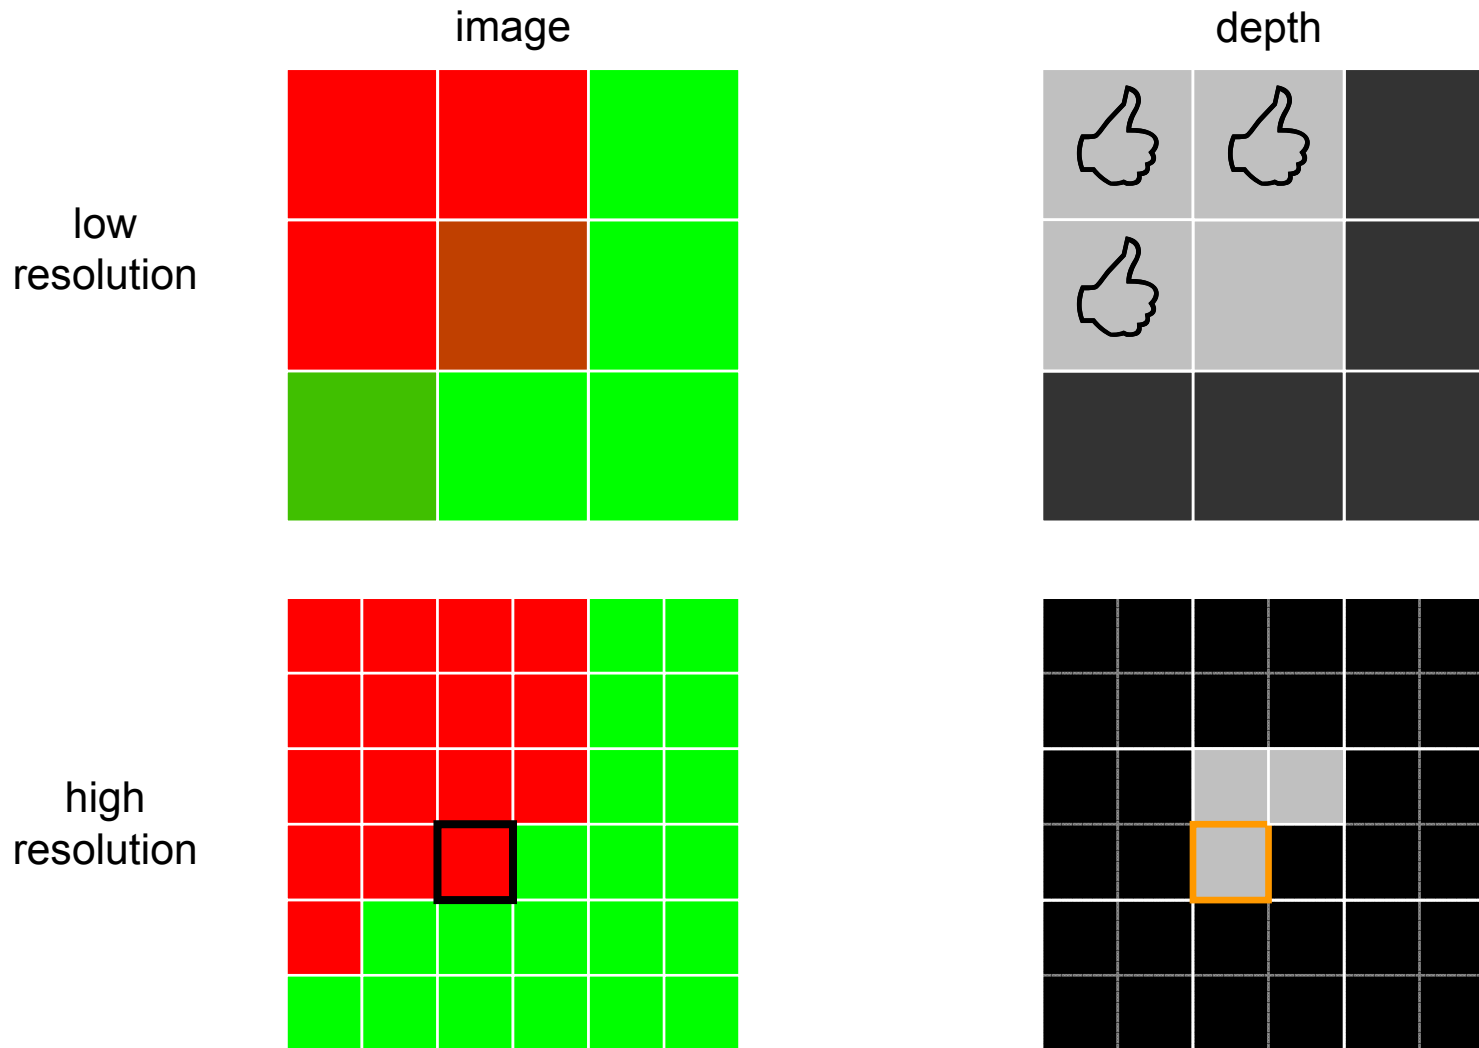 image
depth
low
resolution
high
resolution